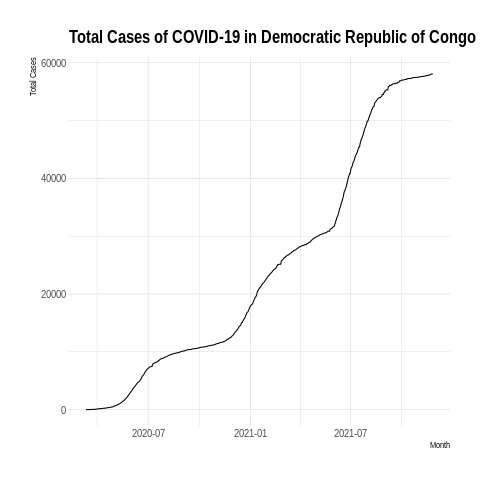 Total Cases of COVID-19 in Democratic Republic of Congo
Total Cases
60000
40000
20000
0
2020-07 2021-01 2021-07
Month